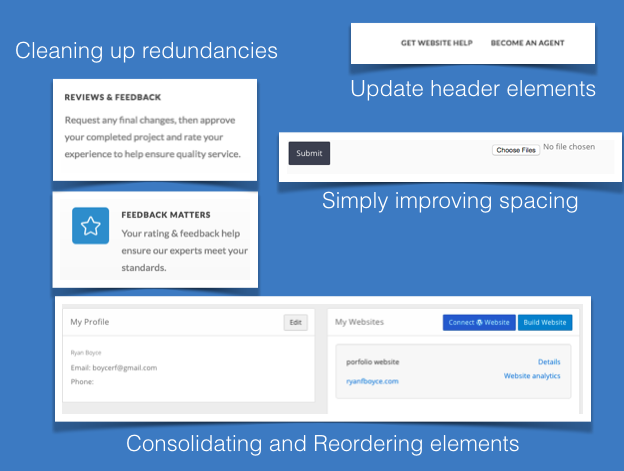 Cleaning up redundancies
REVIEWS & FEEDBACK
Request any final changes, then approve
your completed project and rate your
experience to help ensure quality service.
FEEDBACK MATTERS
Your rating & feedback help
ensure our experts meet your
standards.
GET WEBSITE HELP BECOME AN AGENT
Update header elements
Submit Choose Files No file chosen
Simply improving spacing
My Profile Edit
Ryan Boyce
Email: boycerf@gmail.com
Phone:
My Websites Connect Website Build Website
porfolio website Details
ryanfboyce.com Website analytics
Consolidating and Reordering elements